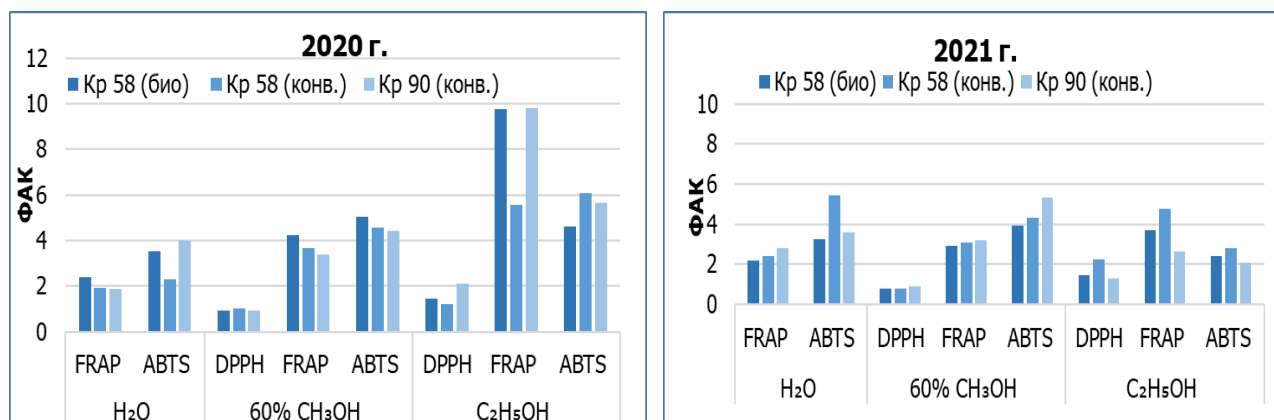 2020 г.
Кр 58 (био) Кр 58 (конв.) Кр 90 (конв.)
ФАК
12
10
8
6
4
2
0
FRAP ABTS DPPH FRAP ABTS DPPH FRAP ABTS
H₂O 60% CH₃OH C₂H₅OH
2021 г.
Кр 58 (био) Кр 58 (конв.) Кр 90 (конв.)
ФАК
10
8
6
4
2
0
FRAP ABTS DPPH FRAP ABTS DPPH FRAP ABTS
H₂O 60% CH₃OH C₂H₅OH